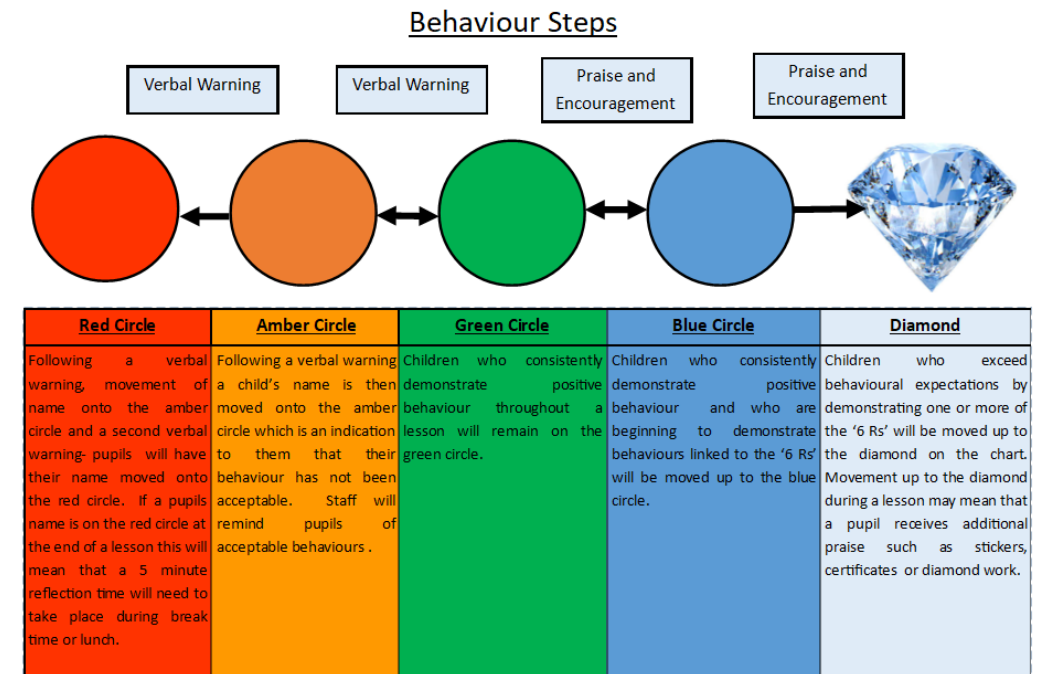 Behaviour Steps
Verbal Warning
Verbal Warning
Praise and
Encouragement
Praise and
Encouragement
Red Circle
Following a verbal
warning, movement of
name onto the amber
circle and a second verbal
warning- pupils will have
their name moved onto
the red circle. If a pupils
name is on the red circle at
the end of a lesson this will
mean that a 5 minute
reflection time will need to
take place during break
time or lunch.
Amber Circle
Following a verbal warning
a child's name is then
moved onto the amber
circle which is an indication
to them that their
behaviour has not been
acceptable. Staff will
remind pupils of
acceptable behaviours .
Green Circle
Children who consistently
demonstrate positive
behaviour throughout a
lesson will remain on the
green circle.
Blue Circle
Children who consistently
demonstrate positive
behaviour and who are
beginning to demonstrate
behaviours linked to the '6 Rs'
will be moved up to the blue
circle.
Diamond
Children who exceed
behavioural expectations by
demonstrating one or more of
the '6 Rs' will be moved up to
the diamond on the chart.
Movement up to the diamond
during a lesson may mean that
a pupil receives additional
praise such as stickers,
certificates or diamond work.